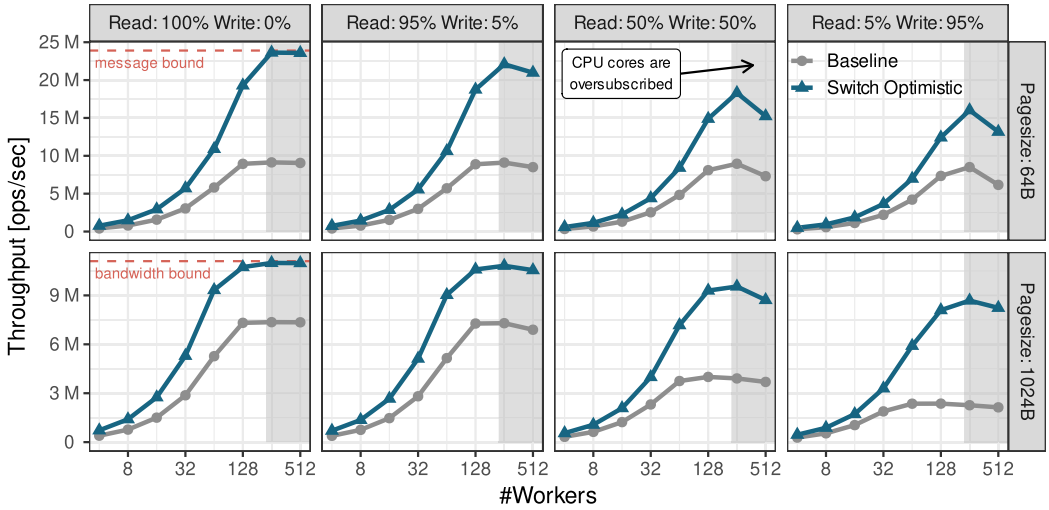 Read: 100% Write: 0%
Read: 95% Write: 5%
Read: 50% Write: 50%
Read: 5% Write: 95%
Throughput [ops/sec]
25 M
20 M
15 M
10 M
5 M
0
message bound
CPU cores are
oversubscribed
Baseline
Switch Optimistic
Pagesize: 64B
9 M
6 M
3 M
0
bandwidth bound
Pagesize: 1024B
8 32 128 512
8 32 128 512
8 32 128 512
8 32 128 512
#Workers